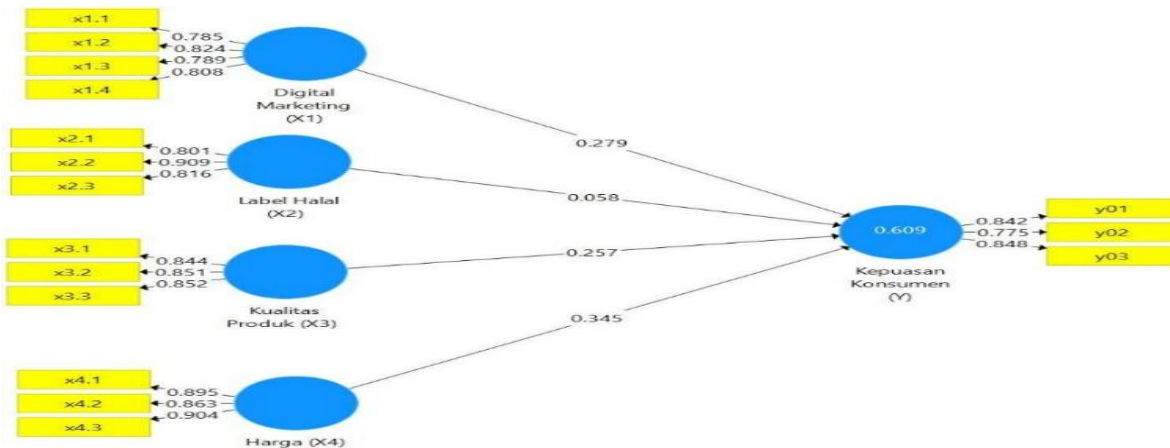 x1.1
x1.2
x1.3
x1.4
0.785
0.824
0.789
0.808
Digital
Marketing
(X1)
0.279
x2.1
x2.2
x2.3
0.801
0.909
0.816
Label Halal
(X2)
0.058
x3.1
x3.2
x3.3
0.844
0.851
0.852
Kualitas
Produk (X3)
0.257
x4.1
x4.2
x4.3
0.895
0.863
0.904
Harga (X4)
0.345
0.609
Kepuasan
Konsumen
(Y)
0.842
0.775
0.848
y01
y02
y03